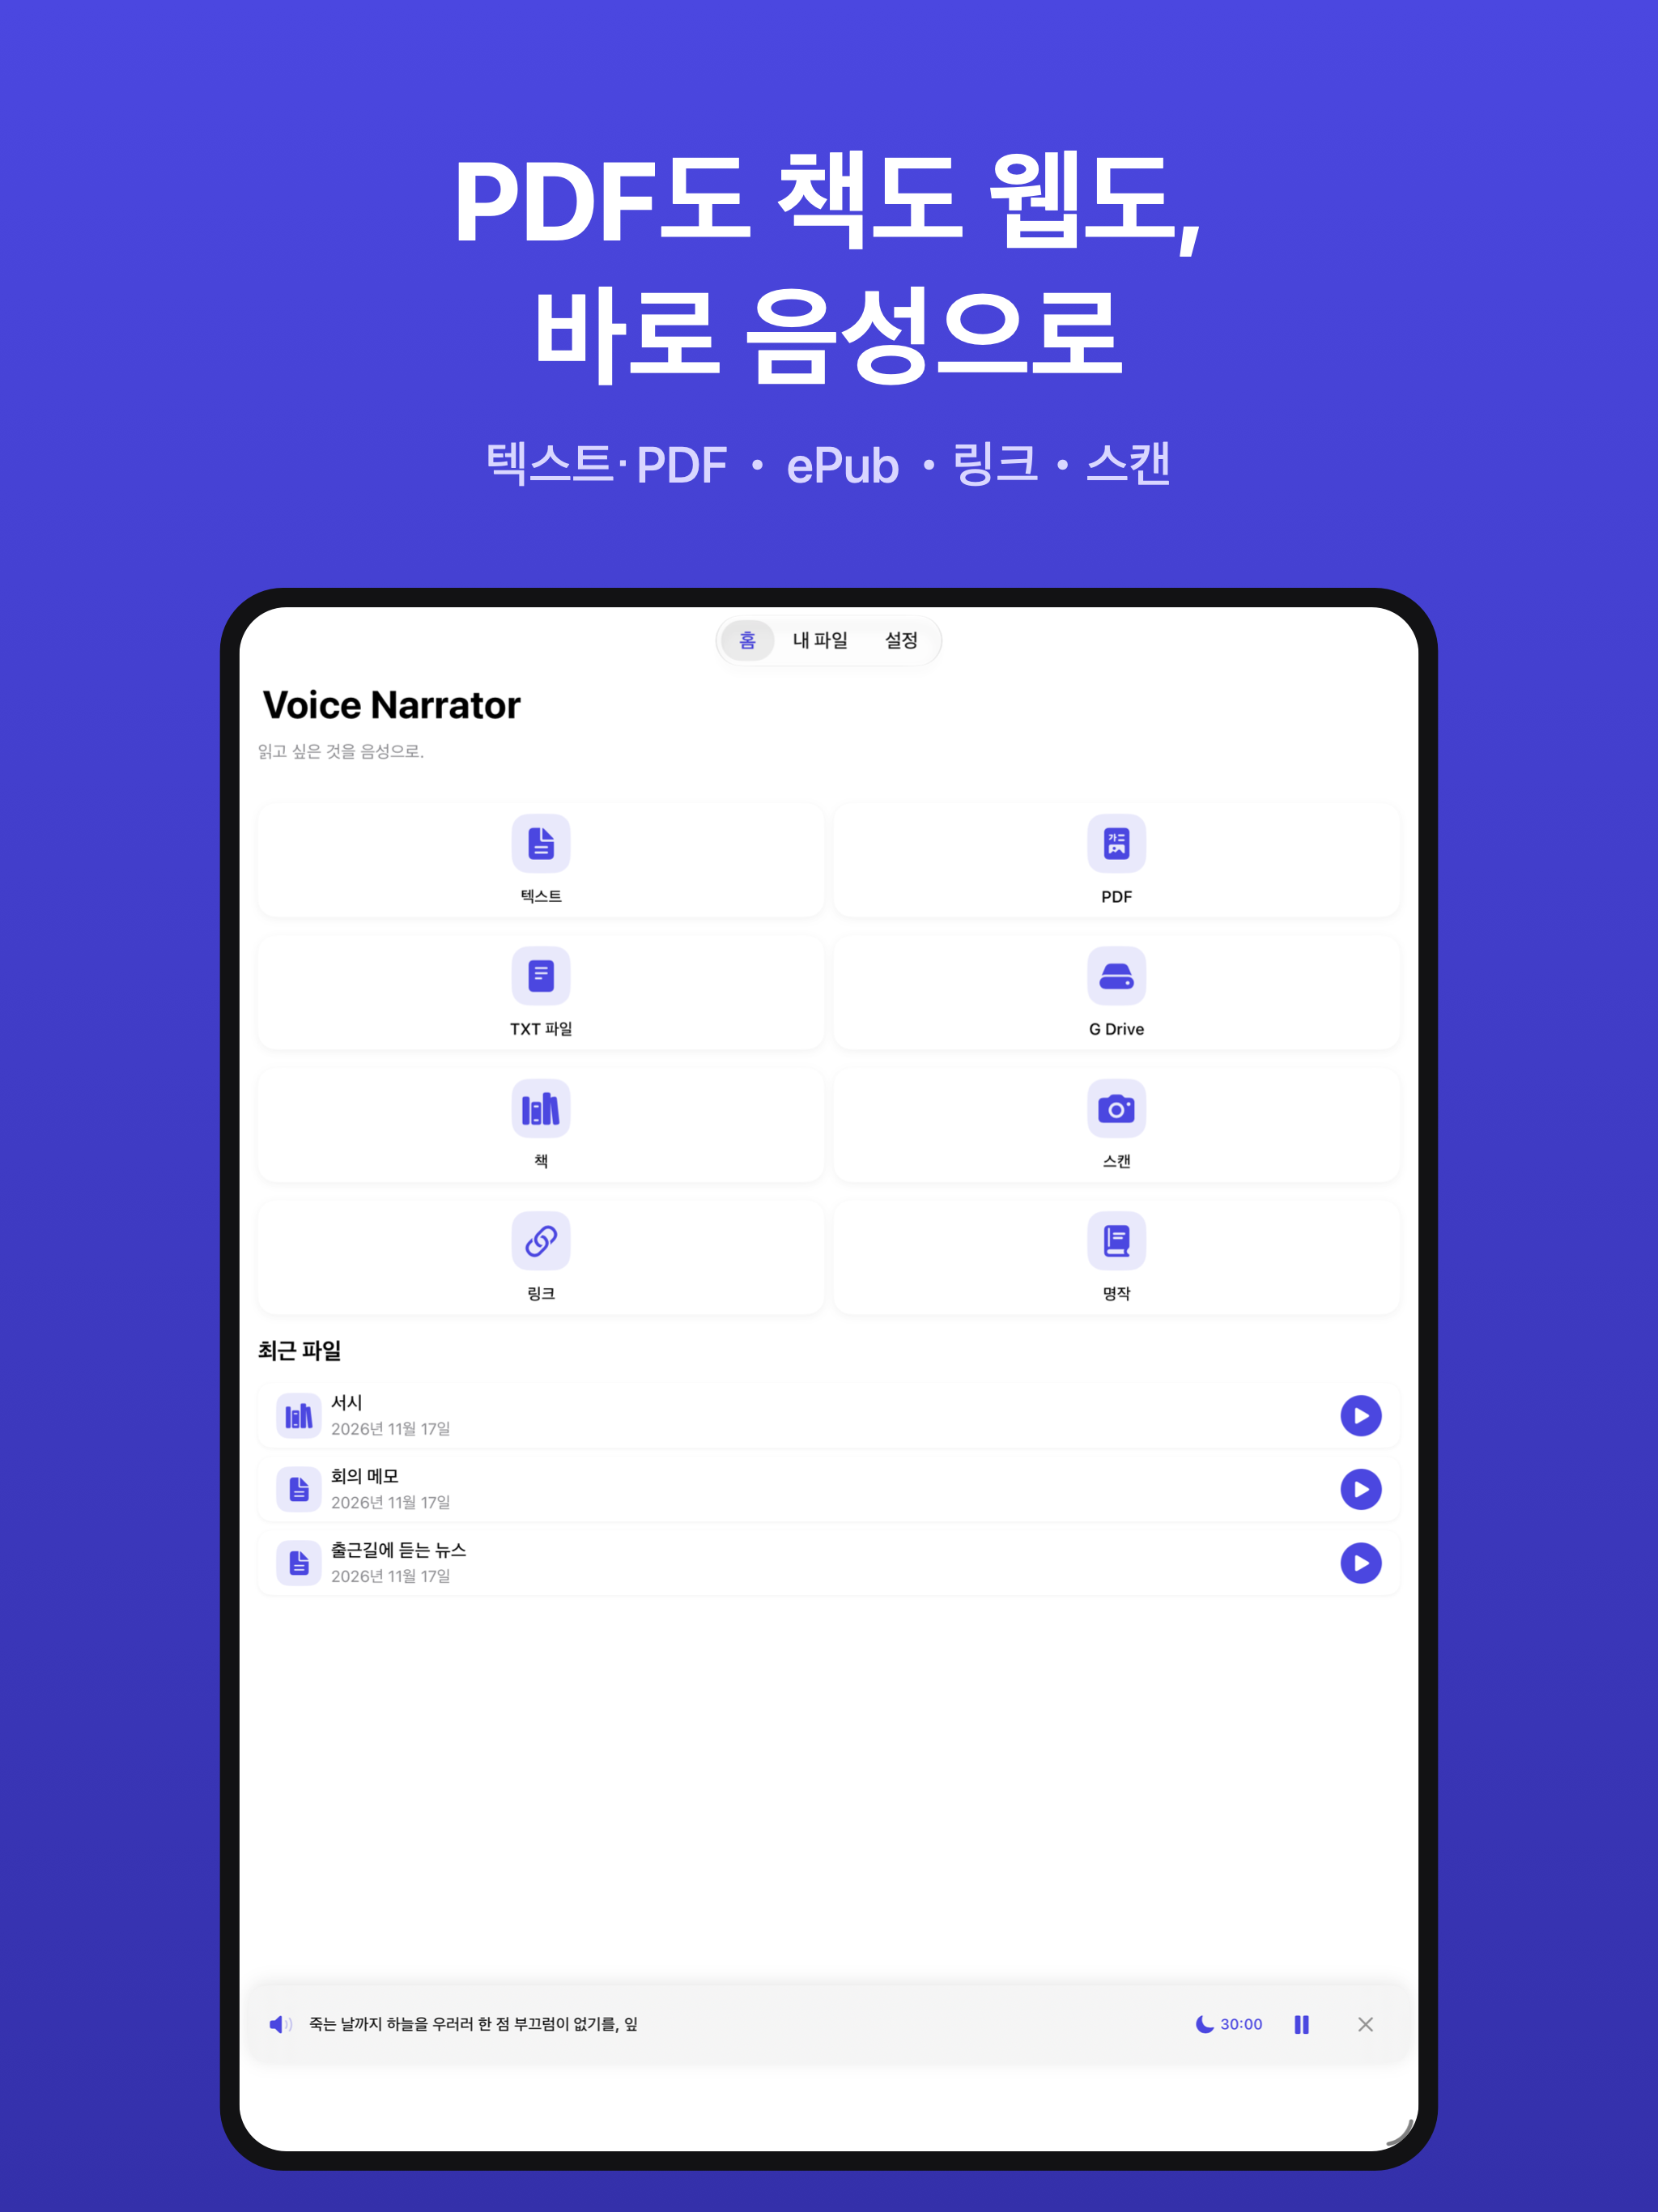 PDF도 책도 웹도,
바로 음성으로
텍스트· PDF • ePub • 링크 • 스캔
홈 내 파일 설정
Voice Narrator
읽고 싶은 것을 음성으로.
텍스트
PDF
TXT 파일
G Drive
책
스캔
링크
명작
최근 파일
서시
2026년 11월 17일
회의 메모
2026년 11월 17일
출근길에 듣는 뉴스
2026년 11월 17일
죽는 날까지 하늘을 우러러 한 점 부끄럼이 없기를, 잎 30:00